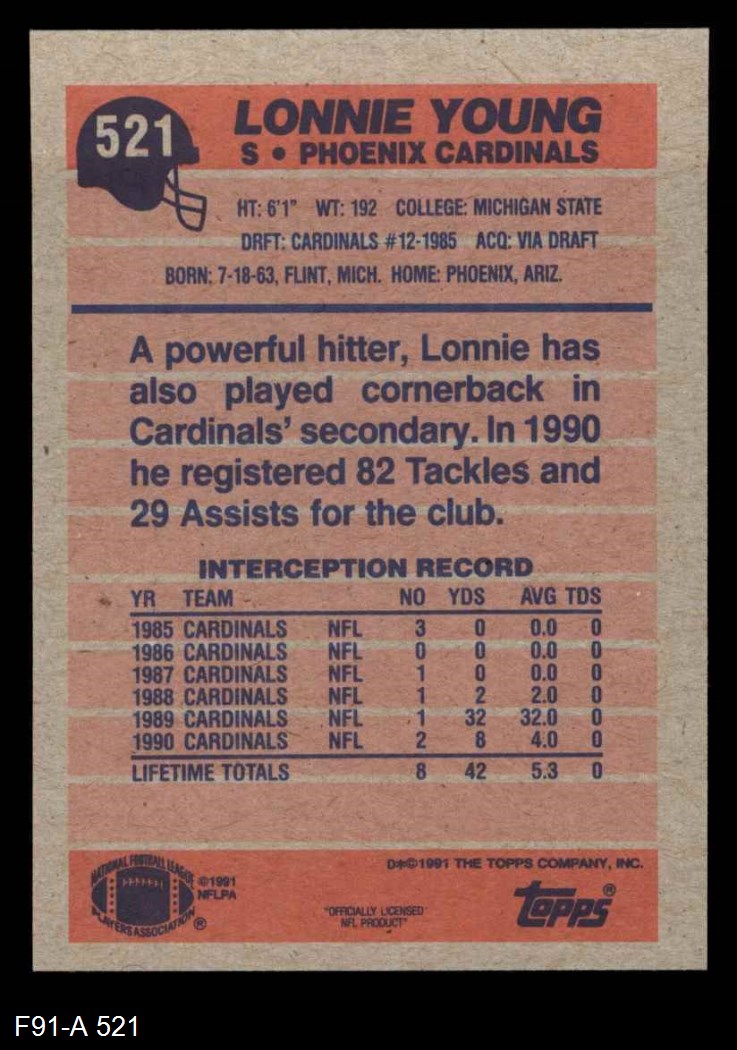 521
LONNIE YOUNG
S • PHOENIX CARDINALS
HT: 6'1" WT: 192 COLLEGE: MICHIGAN STATE
DRFT: CARDINALS #12-1985 ACQ: VIA DRAFT
BORN: 7-18-63, FLINT, MICH. HOME: PHOENIX, ARIZ.
A powerful hitter, Lonnie has
also played cornerback in
Cardinals' secondary. In 1990
he registered 82 Tackles and
29 Assists for the club.
INTERCEPTION RECORD
YR TEAM NO YDS AVG TDS
1985 CARDINALS NFL 3 0 0.0 0
1986 CARDINALS NFL 0 0 0.0 0
1987 CARDINALS NFL 1 0 0.0 0
1988 CARDINALS NFL 1 2 2.0 0
1989 CARDINALS NFL 1 32 32.0 0
1990 CARDINALS NFL 2 8 4.0 0
LIFETIME TOTALS 8 42 5.3 0
NATIONAL FOOTBALL LEAGUE
PLAYERS ASSOCIATION ®
©1991
NFLPA
D*©1991 THE TOPPS COMPANY, INC.
"OFFICIALLY LICENSED
NFL PRODUCT"
topps®
F91-A 521